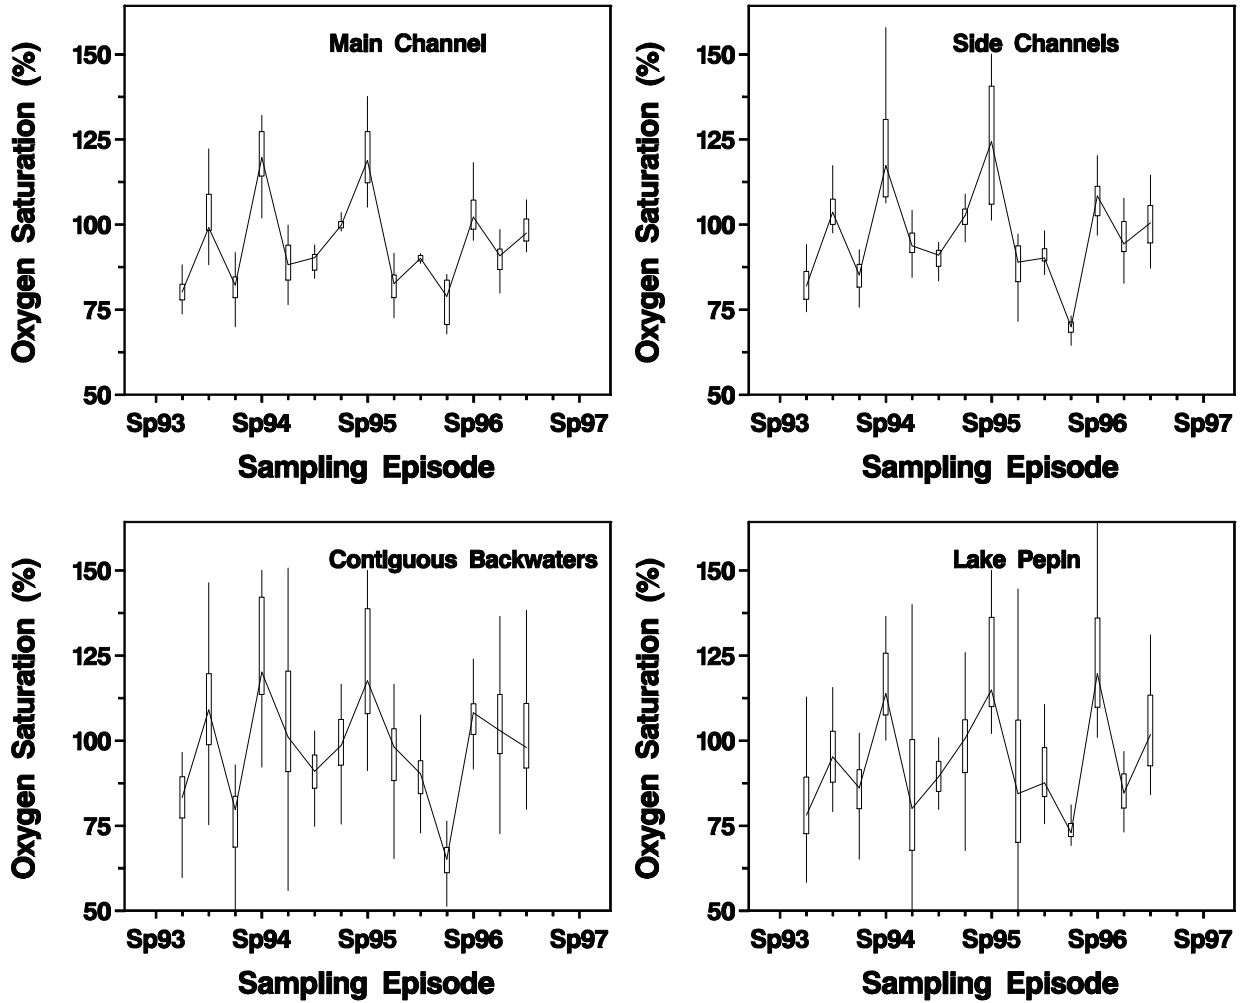 Main Channel
Oxygen Saturation (%)
150
125
100
75
50
Sp93 Sp94 Sp95 Sp96 Sp97
Sampling Episode
Side Channels
Oxygen Saturation (%)
150
125
100
75
50
Sp93 Sp94 Sp95 Sp96 Sp97
Sampling Episode
Contiguous Backwaters
Oxygen Saturation (%)
150
125
100
75
50
Sp93 Sp94 Sp95 Sp96 Sp97
Sampling Episode
Lake Pepin
Oxygen Saturation (%)
150
125
100
75
50
Sp93 Sp94 Sp95 Sp96 Sp97
Sampling Episode